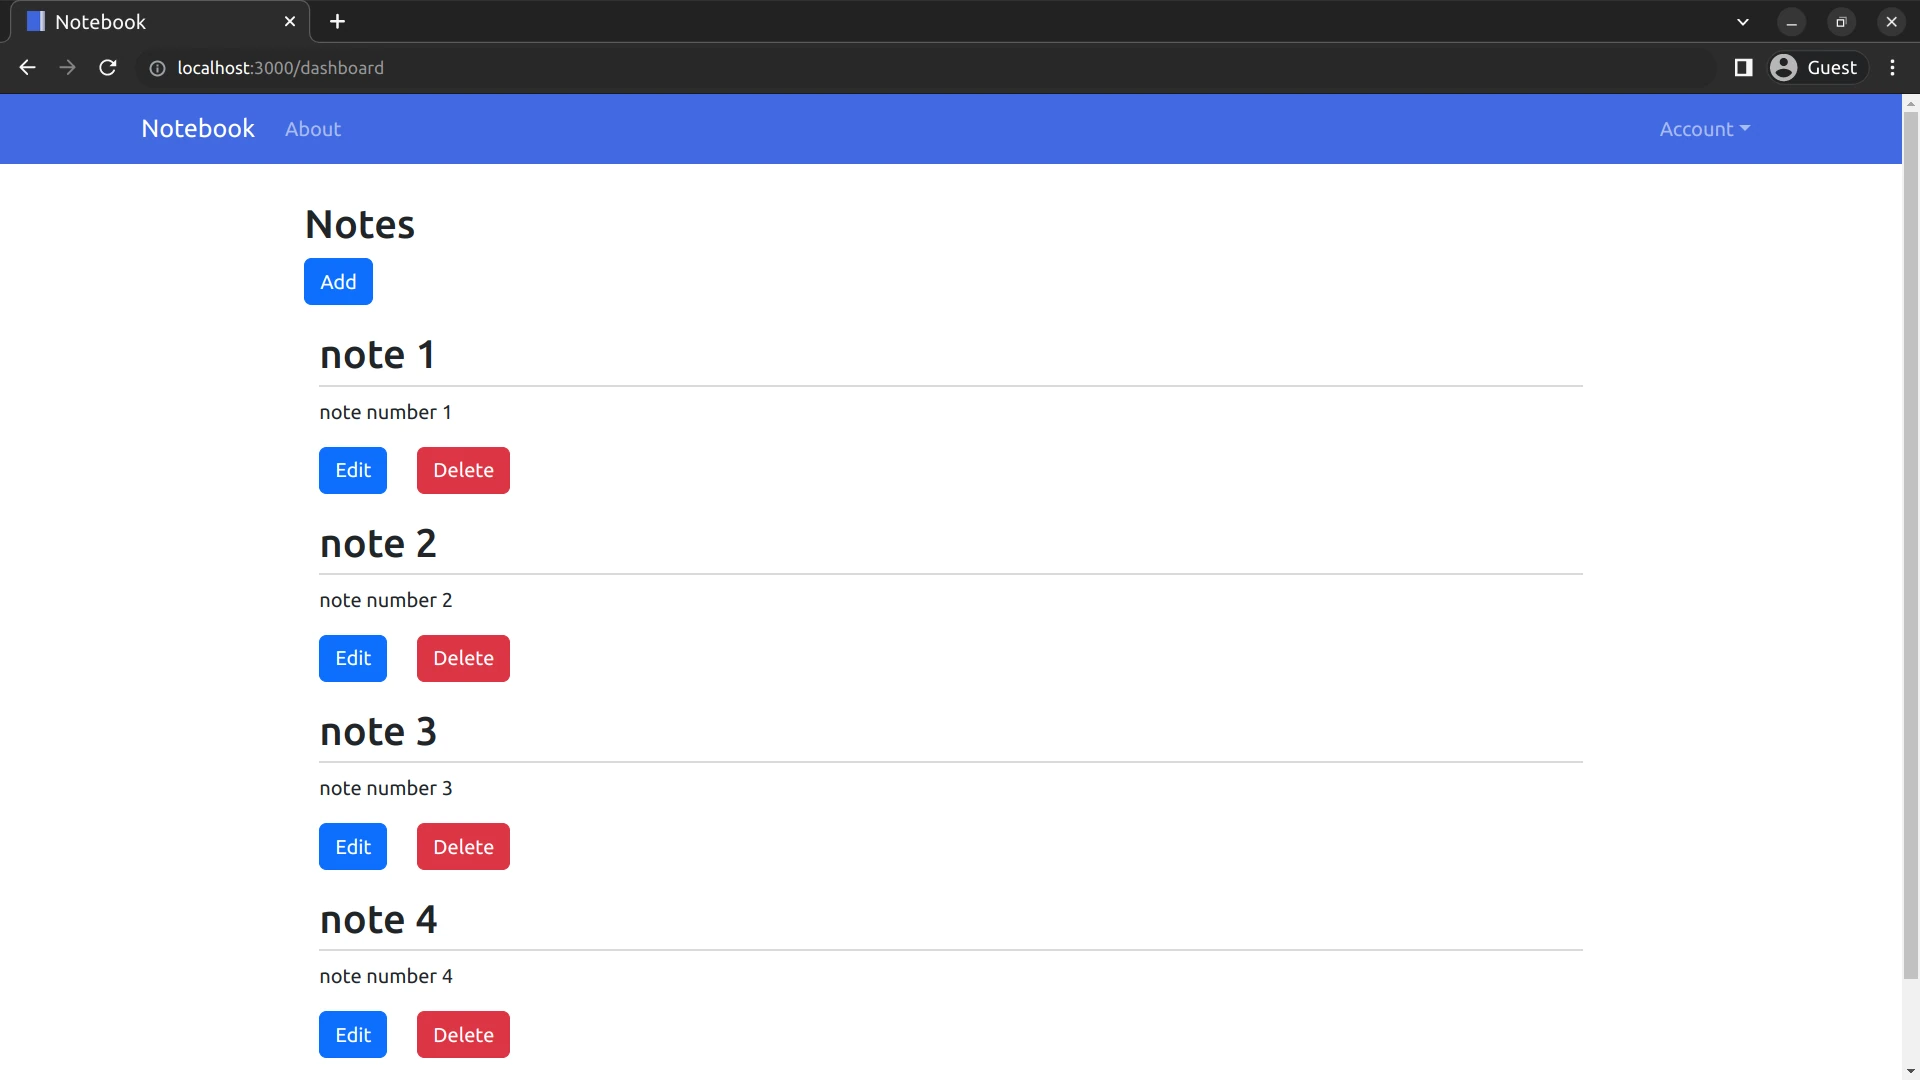 Notebook
localhost:3000/dashboard
Guest
Notebook About Account
Notes
Add
note 1
note number 1
Edit Delete
note 2
note number 2
Edit Delete
note 3
note number 3
Edit Delete
note 4
note number 4
Edit Delete